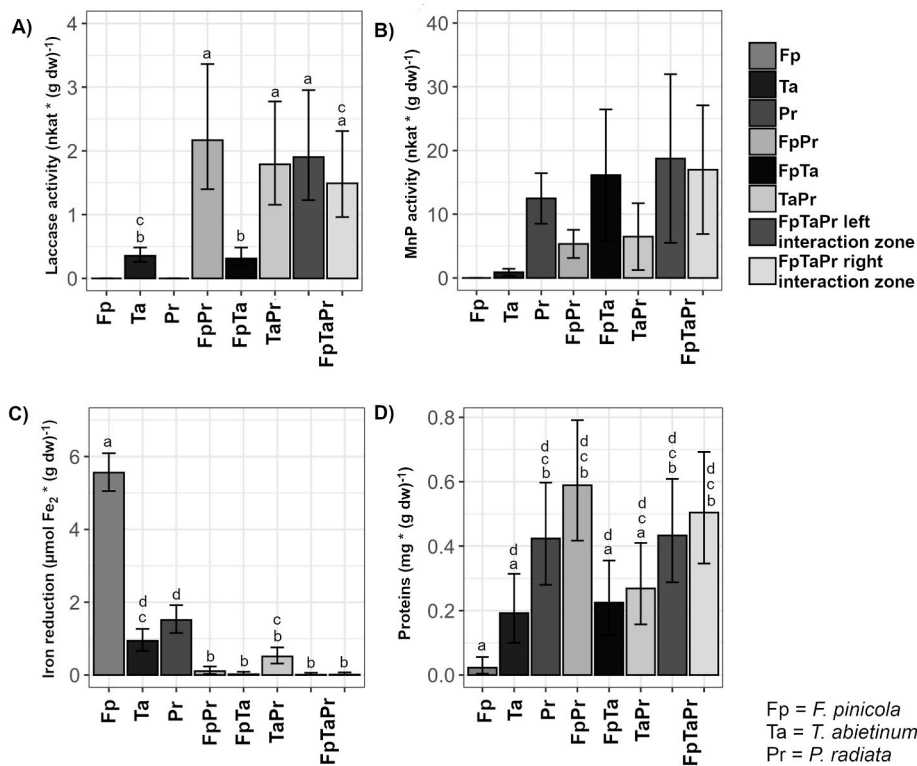 A)
Laccase activity (nkat * (g dw)-1)
4
3
2
1
0
c
b
a
b
a
a
c
a
Fp
Ta
Pr
FpPr
FpTa
TaPr
FpTaPr
B)
MnP activity (nkat * (g dw)-1)
40
30
20
10
0
Fp
Ta
Pr
FpPr
FpTa
TaPr
FpTaPr
Fp
Ta
Pr
FpPr
FpTa
TaPr
FpTaPr left
interaction zone
FpTaPr right
interaction zone
C)
Iron reduction (µmol Fe2 * (g dw)-1)
6
4
2
0
a
d
c
d
b
b
c
b
b
b
Fp
Ta
Pr
FpPr
FpTa
TaPr
FpTaPr
D)
Proteins (mg * (g dw)-1)
0.8
0.6
0.4
0.2
0.0
a
d
a
d
c
b
d
c
b
d
a
d
c
a
d
c
b
d
c
b
Fp
Ta
Pr
FpPr
FpTa
TaPr
FpTaPr
Fp = F. pinicola
Ta = T. abietinum
Pr = P. radiata